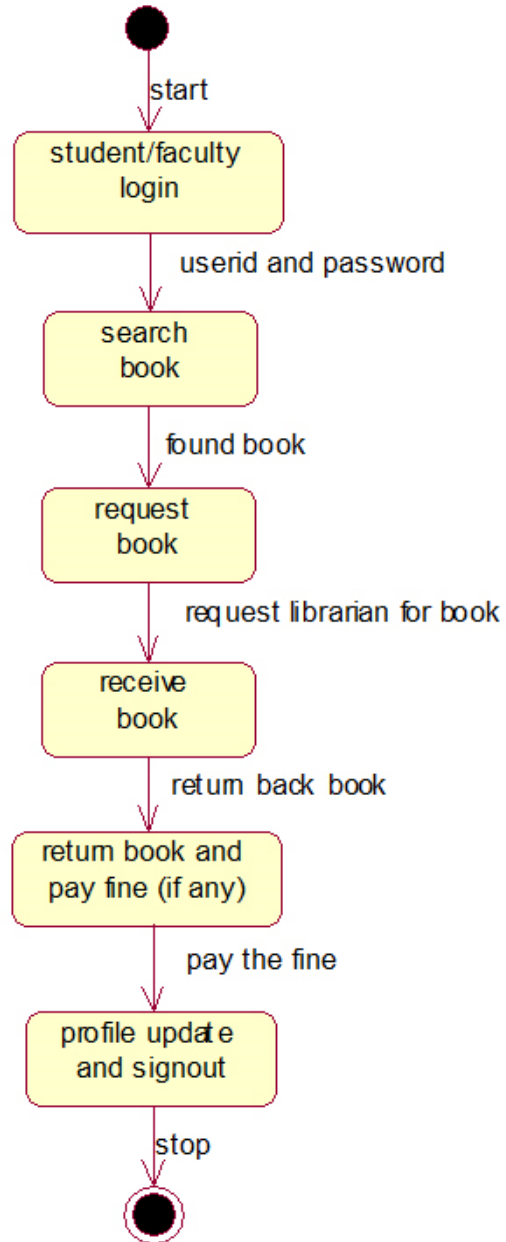 start
student/faculty
login
userid and password
search
book
found book
request
book
request librarian for book
receive
book
return back book
return book and
pay fine (if any)
pay the fine
profile update
and signout
stop